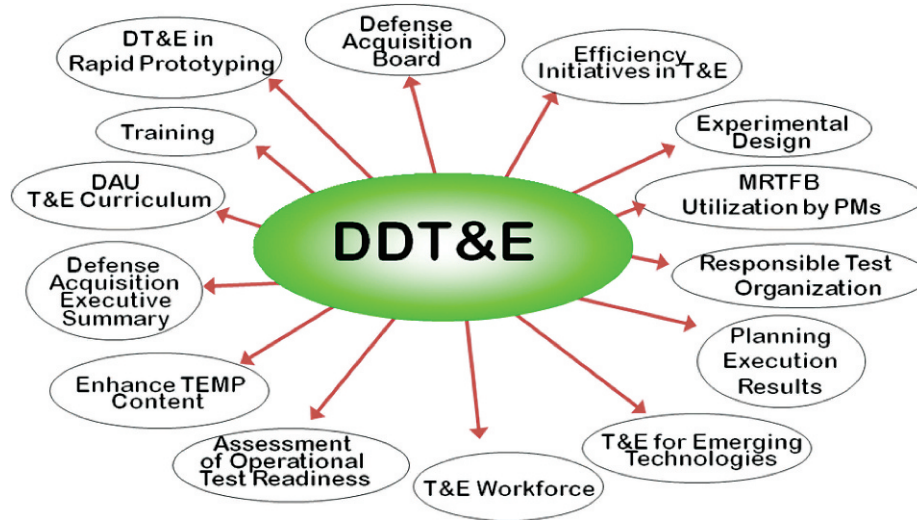 DT&E in
Rapid Prototyping
Defense
Acquisition
Board
Efficiency
Initiatives in T&E
Training
Experimental
Design
DAU
T&E Curriculum
MRTFB
Utilization by PMs
DDT&E
Defense
Acquisition
Executive
Summary
Responsible Test
Organization
Planning
Execution
Results
Enhance TEMP
Content
Assessment
of Operational
Test Readiness
T&E Workforce
T&E for Emerging
Technologies